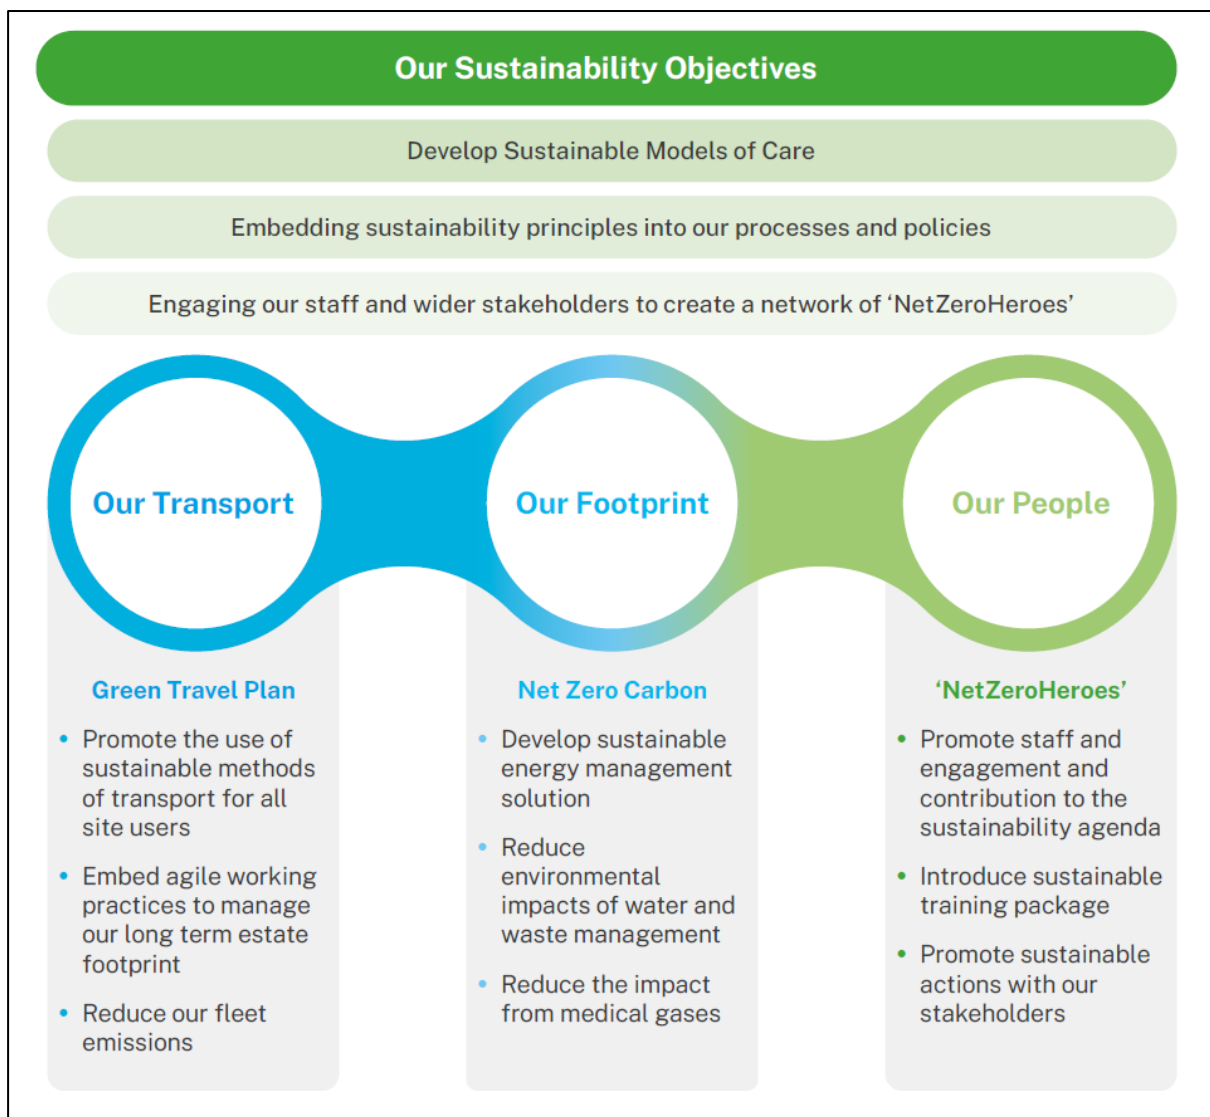 Our Sustainability Objectives
Develop Sustainable Models of Care
Embedding sustainability principles into our processes and policies
Engaging our staff and wider stakeholders to create a network of ‘NetZeroHeroes’
Our Transport
Our Footprint
Our People
Green Travel Plan
• Promote the use of
sustainable methods
of transport for all
site users
• Embed agile working
practices to manage
our long term estate
footprint
• Reduce our fleet
emissions
Net Zero Carbon
• Develop sustainable
energy management
solution
• Reduce
environmental
impacts of water and
waste management
• Reduce the impact
from medical gases
‘NetZeroHeroes’
• Promote staff and
engagement and
contribution to the
sustainability agenda
• Introduce sustainable
training package
• Promote sustainable
actions with our
stakeholders